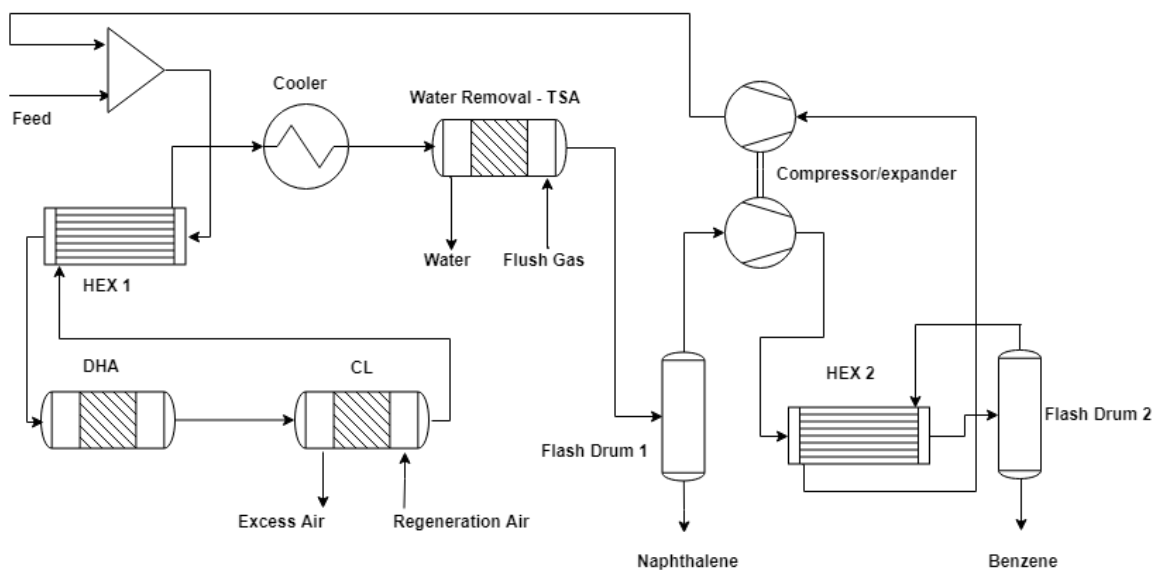 Cooler
Water Removal - TSA
Feed
Compressor/expander
Water
Flush Gas
HEX 1
DHA
CL
HEX 2
Flash Drum 2
Flash Drum 1
Excess Air
Regeneration Air
Naphthalene
Benzene